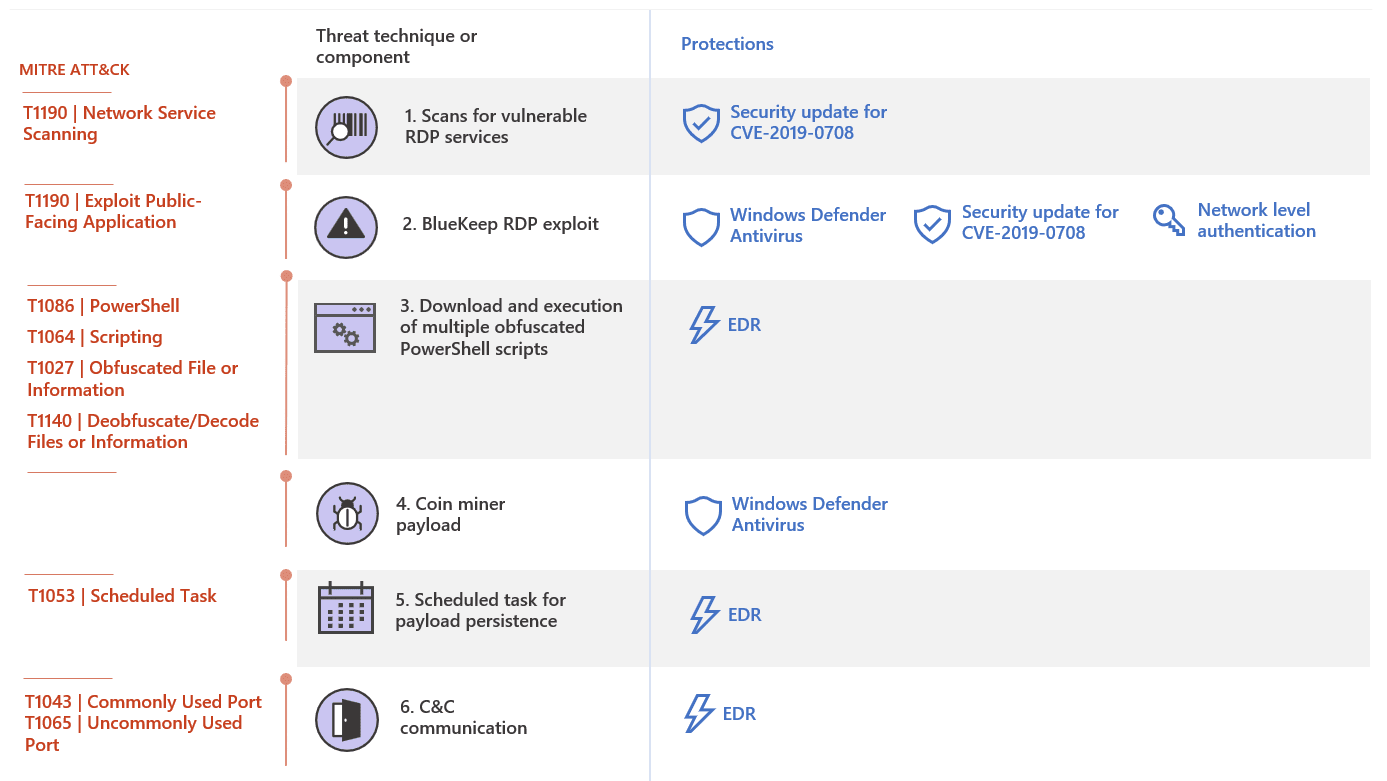 Threat technique or
component
Protections
MITRE ATT&CK
T1190 | Network Service
Scanning
1. Scans for vulnerable
RDP services
Security update for
CVE-2019-0708
T1190 | Exploit Public-
Facing Application
2. BlueKeep RDP exploit
Windows Defender
Antivirus
Security update for
CVE-2019-0708
Network level
authentication
T1086 | PowerShell
T1064 | Scripting
T1027 | Obfuscated File or
Information
T1140 | Deobfuscate/Decode
Files or Information
3. Download and execution
of multiple obfuscated
PowerShell scripts
EDR
4. Coin miner
payload
Windows Defender
Antivirus
T1053 | Scheduled Task
5. Scheduled task for
payload persistence
EDR
T1043 | Commonly Used Port
T1065 | Uncommonly Used
Port
6. C&C
communication
EDR